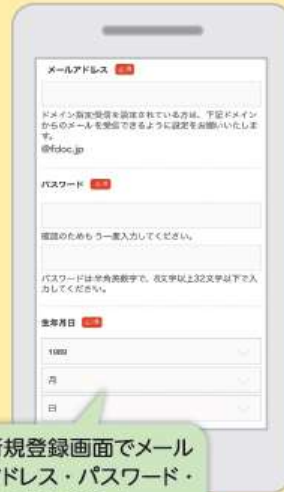 メールアドレス 必須
ドメイン指定受信を設定されている方は、下記ドメイン
からのメールを受信できるように設定をお願いいたしま
す。
@fdoc.jp
パスワード 必須
確認のためもう一度入力してください。
パスワードは半角英数字で、8文字以上32文字以下で入
力してください。
生年月日 必須
1980
月
日
新規登録画面でメール
アドレス・パスワード・